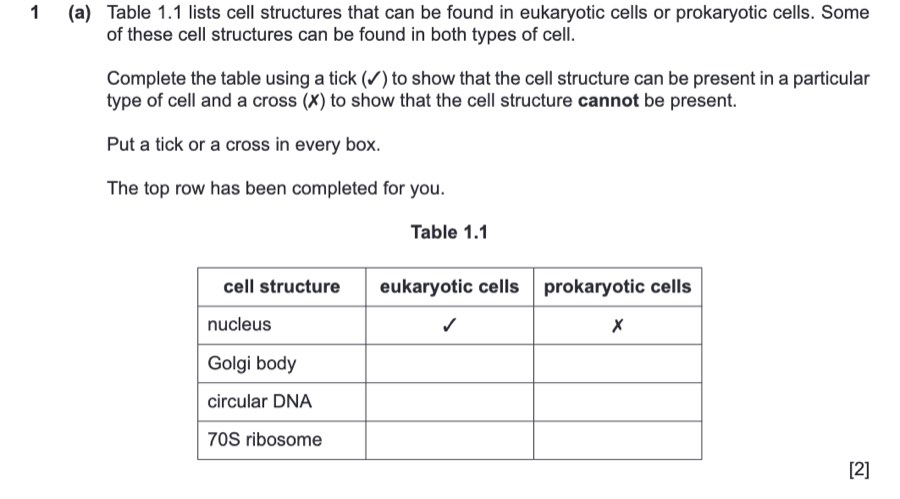 1 (a) Table 1.1 lists cell structures that can be found in eukaryotic cells or prokaryotic cells. Some
of these cell structures can be found in both types of cell.
Complete the table using a tick (✓) to show that the cell structure can be present in a particular
type of cell and a cross (✗) to show that the cell structure cannot be present.
Put a tick or a cross in every box.
The top row has been completed for you.
Table 1.1
cell structure eukaryotic cells prokaryotic cells
nucleus ✓ ✗
Golgi body
circular DNA
70S ribosome
[2]